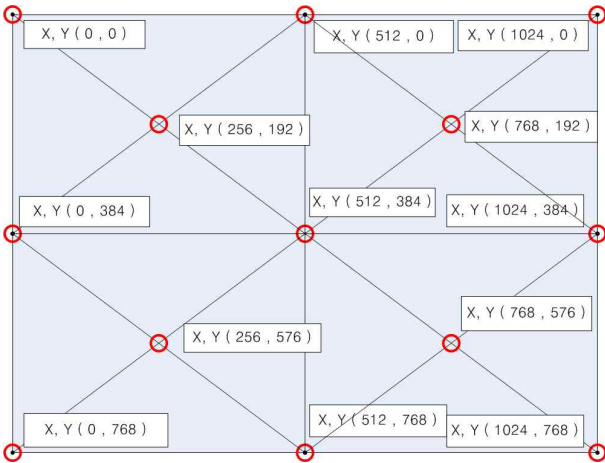 X, Y ( 0 , 0 )
X, Y ( 512 , 0 )
X, Y ( 1024 , 0 )
X, Y ( 256 , 192 )
X, Y ( 768 , 192 )
X, Y ( 0 , 384 )
X, Y ( 512 , 384 )
X, Y ( 1024 , 384 )
X, Y ( 256 , 576 )
X, Y ( 768 , 576 )
X, Y ( 0 , 768 )
X, Y ( 512 , 768 )
X, Y ( 1024 , 768 )